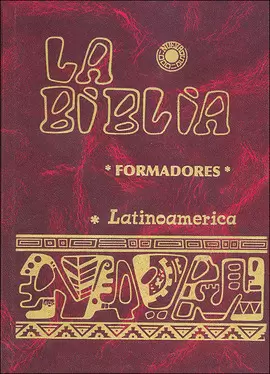 LA
BIBLIA
* FORMADORES *
* Latinoamerica